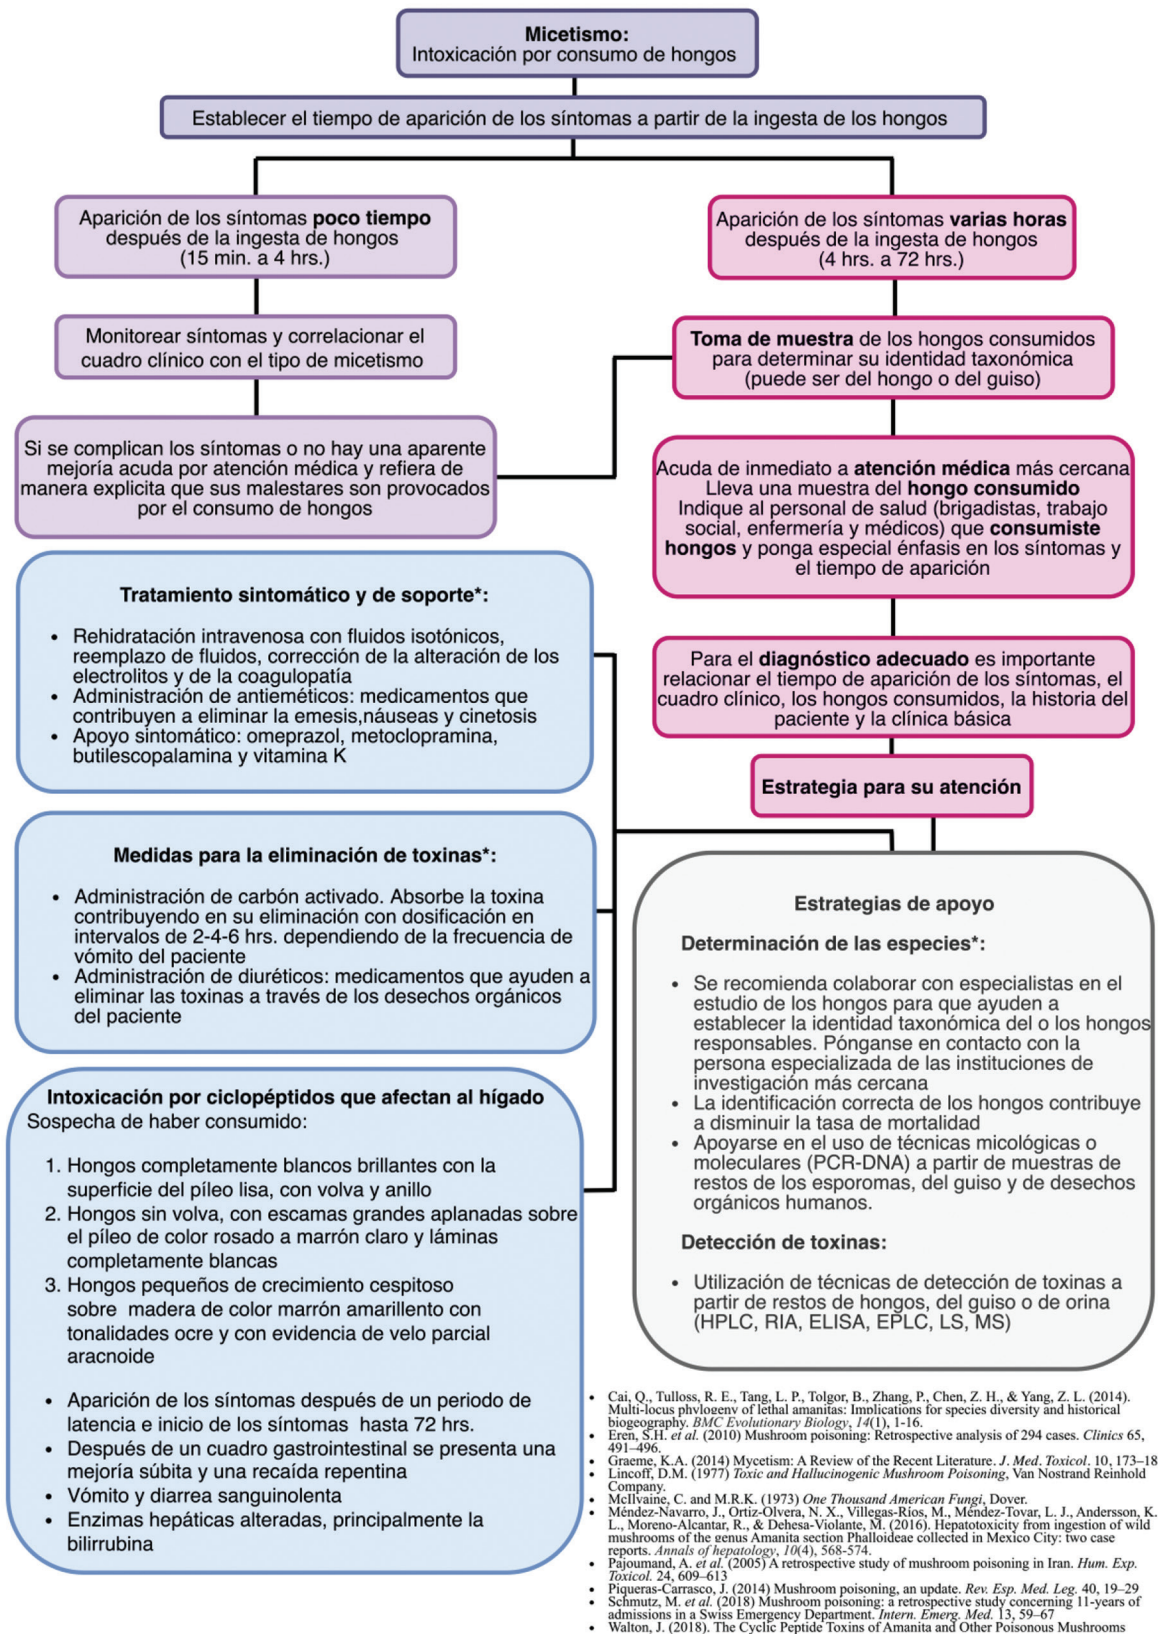 Micetismo:
Intoxicación por consumo de hongos
Establecer el tiempo de aparición de los síntomas a partir de la ingesta de los hongos
Aparición de los síntomas poco tiempo
después de la ingesta de hongos
(15 min. a 4 hrs.)
Monitorear síntomas y correlacionar el
cuadro clínico con el tipo de micetismo
Si se complican los síntomas o no hay una aparente
mejoría acuda por atención médica y refiera de
manera explicita que sus malestares son provocados
por el consumo de hongos
Aparición de los síntomas varias horas
después de la ingesta de hongos
(4 hrs. a 72 hrs.)
Toma de muestra de los hongos consumidos
para determinar su identidad taxonómica
(puede ser del hongo o del guiso)
Acuda de inmediato a atención médica más cercana
Lleva una muestra del hongo consumido
Indique al personal de salud (brigadistas, trabajo
social, enfermería y médicos) que consumiste
hongos y ponga especial énfasis en los síntomas y
el tiempo de aparición
Para el diagnóstico adecuado es importante
relacionar el tiempo de aparición de los síntomas, el
cuadro clínico, los hongos consumidos, la historia del
paciente y la clínica básica
Estrategia para su atención
Tratamiento sintomático y de soporte*:
• Rehidratación intravenosa con fluidos isotónicos,
reemplazo de fluidos, corrección de la alteración de los
electrolitos y de la coagulopatía
• Administración de antieméticos: medicamentos que
contribuyen a eliminar la emesis,náuseas y cinetosis
• Apoyo sintomático: omeprazol, metoclopramina,
butilescopalamina y vitamina K
Medidas para la eliminación de toxinas*:
• Administración de carbón activado. Absorbe la toxina
contribuyendo en su eliminación con dosificación en
intervalos de 2-4-6 hrs. dependiendo de la frecuencia de
vómito del paciente
• Administración de diuréticos: medicamentos que ayuden a
eliminar las toxinas a través de los desechos orgánicos
del paciente
Intoxicación por ciclopéptidos que afectan al hígado
Sospecha de haber consumido:
1. Hongos completamente blancos brillantes con la
superficie del píleo lisa, con volva y anillo
2. Hongos sin volva, con escamas grandes aplanadas sobre
el píleo de color rosado a marrón claro y láminas
completamente blancas
3. Hongos pequeños de crecimiento cespitoso
sobre madera de color marrón amarillento con
tonalidades ocre y con evidencia de velo parcial
aracnoide
• Aparición de los síntomas después de un periodo de
latencia e inicio de los síntomas hasta 72 hrs.
• Después de un cuadro gastrointestinal se presenta una
mejoría súbita y una recaída repentina
• Vómito y diarrea sanguinolenta
• Enzimas hepáticas alteradas, principalmente la
bilirrubina
Estrategias de apoyo
Determinación de las especies*:
• Se recomienda colaborar con especialistas en el
estudio de los hongos para que ayuden a
establecer la identidad taxonómica del o los hongos
responsables. Pónganse en contacto con la
persona especializada de las instituciones de
investigación más cercana
• La identificación correcta de los hongos contribuye
a disminuir la tasa de mortalidad
• Apoyarse en el uso de técnicas micológicas o
moleculares (PCR-DNA) a partir de muestras de
restos de los esporomas, del guiso y de desechos
orgánicos humanos.
Detección de toxinas:
• Utilización de técnicas de detección de toxinas a
partir de restos de hongos, del guiso o de orina
(HPLC, RIA, ELISA, EPLC, LS, MS)
• Cai, Q., Tulloss, R. E., Tang, L. P., Tolgor, B., Zhang, P., Chen, Z. H., & Yang, Z. L. (2014).
Multi-locus phylogeny of lethal amanitas: Implications for species diversity and historical
biogeography. BMC Evolutionary Biology, 14(1), 1-16.
• Eren, S.H. et al. (2010) Mushroom poisoning: Retrospective analysis of 294 cases. Clinics 65,
491–496.
• Graeme, K.A. (2014) Mycetism: A Review of the Recent Literature. J. Med. Toxicol. 10, 173–18
• Lincoff, D.M. (1977) Toxic and Hallucinogenic Mushroom Poisoning, Van Nostrand Reinhold
Company.
• McIlvaine, C. and M.R.K. (1973) One Thousand American Fungi, Dover.
• Méndez-Navarro, J., Ortiz-Olvera, N. X., Villegas-Ríos, M., Méndez-Tovar, L. J., Andersson, K.
L., Moreno-Alcantar, R., & Dehesa-Violante, M. (2016). Hepatotoxicity from ingestion of wild
mushrooms of the genus Amanita section Phalloideae collected in Mexico City: two case
reports. Annals of hepatology, 10(4), 568-574.
• Pajoumand, A. et al. (2005) A retrospective study of mushroom poisoning in Iran. Hum. Exp.
Toxicol. 24, 609–613
• Piqueras-Carrasco, J. (2014) Mushroom poisoning, an update. Rev. Esp. Med. Leg. 40, 19–29
• Schmutz, M. et al. (2018) Mushroom poisoning: a retrospective study concerning 11-years of
admissions in a Swiss Emergency Department. Intern. Emerg. Med. 13, 59–67
• Walton, J. (2018). The Cyclic Peptide Toxins of Amanita and Other Poisonous Mushrooms